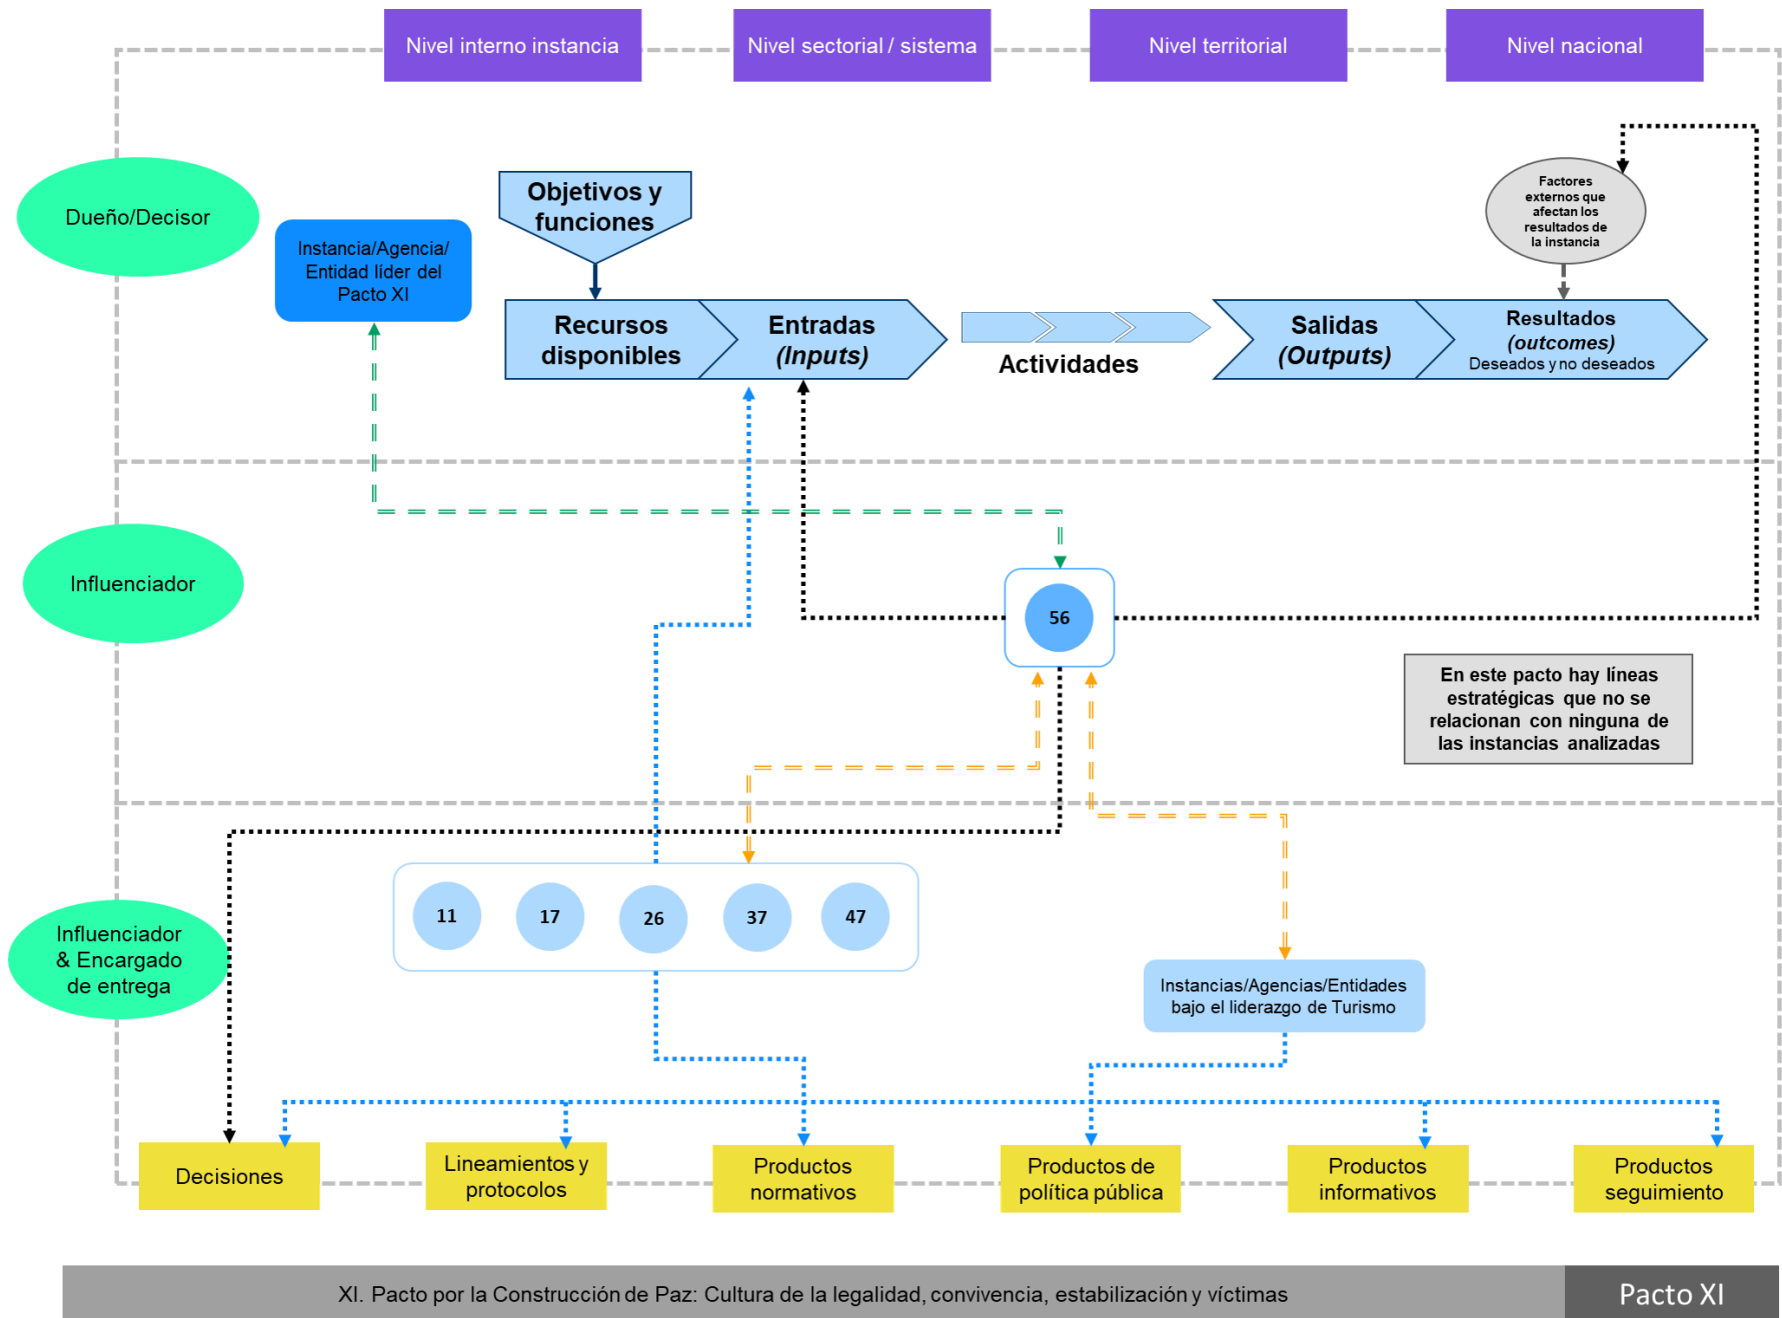 Nivel interno instancia
Nivel sectorial / sistema
Nivel territorial
Nivel nacional
Dueño/Decisor
Instancia/Agencia/
Entidad líder del
Pacto XI
Objetivos y
funciones
Factores
externos que
afectan los
resultados de
la instancia
Recursos
disponibles
Entradas
(Inputs)
Actividades
Salidas
(Outputs)
Resultados
(outcomes)
Deseados y no deseados
Influenciador
56
En este pacto hay líneas
estratégicas que no se
relacionan con ninguna de
las instancias analizadas
Influenciador
& Encargado
de entrega
11
17
26
37
47
Instancias/Agencias/Entidades
bajo el liderazgo de Turismo
Decisiones
Lineamientos y
protocolos
Productos
normativos
Productos de
política pública
Productos
informativos
Productos
seguimiento
XI. Pacto por la Construcción de Paz: Cultura de la legalidad, convivencia, estabilización y víctimas
Pacto XI